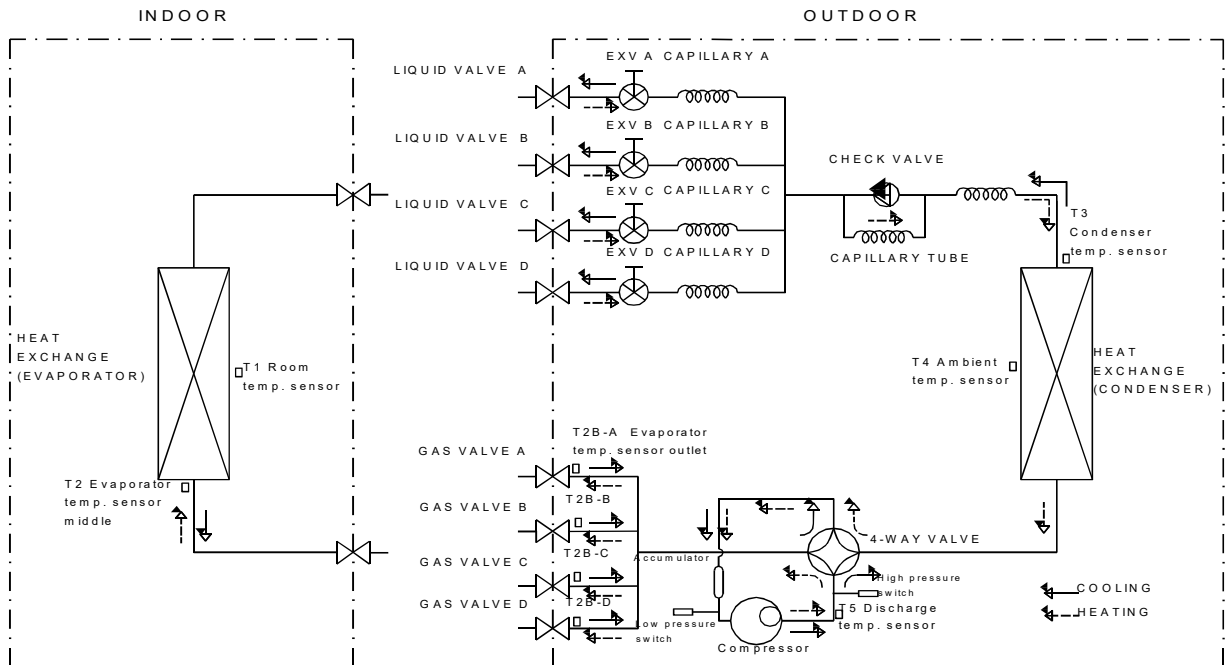 INDOOR
OUTDOOR
LIQUID VALVE A
EXV A CAPILLARY A
LIQUID VALVE B
EXV B CAPILLARY B
LIQUID VALVE C
EXV C CAPILLARY C
LIQUID VALVE D
EXV D CAPILLARY D
CHECK VALVE
CAPILLARY TUBE
T3
Condenser
temp. sensor
HEAT
EXCHANGE
(EVAPORATOR)
T1 Room
temp. sensor
T4 Ambient
temp. sensor
HEAT
EXCHANGE
(CONDENSER)
T2 Evaporator
temp. sensor
middle
GAS VALVE A
T2B-A Evaporator
temp. sensor outlet
GAS VALVE B
T2B-B
GAS VALVE C
T2B-C
GAS VALVE D
T2B-D
Accumulator
4-WAY VALVE
High pressure
switch
T5 Discharge
temp. sensor
Low pressure
switch
Compressor
COOLING
HEATING